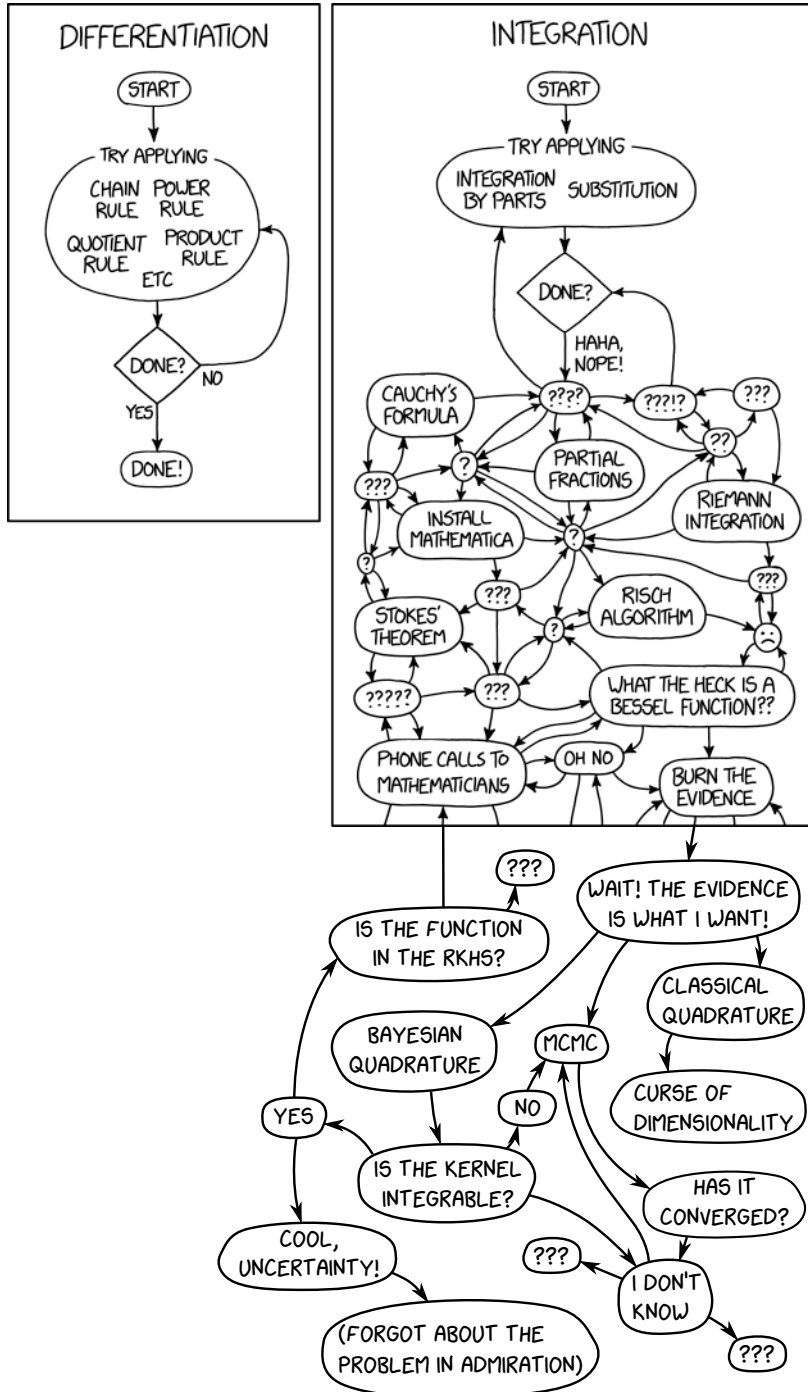 DIFFERENTIATION
START
TRY APPLYING
CHAIN RULE
POWER RULE
QUOTIENT RULE
PRODUCT RULE
ETC
DONE?
NO
YES
DONE!
INTEGRATION
START
TRY APPLYING
INTEGRATION
BY PARTS
SUBSTITUTION
DONE?
HAHA,
NOPE!
CAUCHY'S
FORMULA
????
???!?
???
??
???
?
PARTIAL
FRACTIONS
INSTALL
MATHEMATICA
RIEMANN
INTEGRATION
?
?
???
???
STOKES'
THEOREM
?
RISCH
ALGORITHM
?????
???
WHAT THE HECK IS A
BESSEL FUNCTION??
PHONE CALLS TO
MATHEMATICIANS
OH NO
BURN THE
EVIDENCE
???
WAIT! THE EVIDENCE
IS WHAT I WANT!
IS THE FUNCTION
IN THE RKHS?
CLASSICAL
QUADRATURE
BAYESIAN
QUADRATURE
MCMC
CURSE OF
DIMENSIONALITY
YES
NO
IS THE KERNEL
INTEGRABLE?
HAS IT
CONVERGED?
COOL,
UNCERTAINTY!
???
I DON'T
KNOW
(FORGOT ABOUT THE
PROBLEM IN ADMIRATION)
???